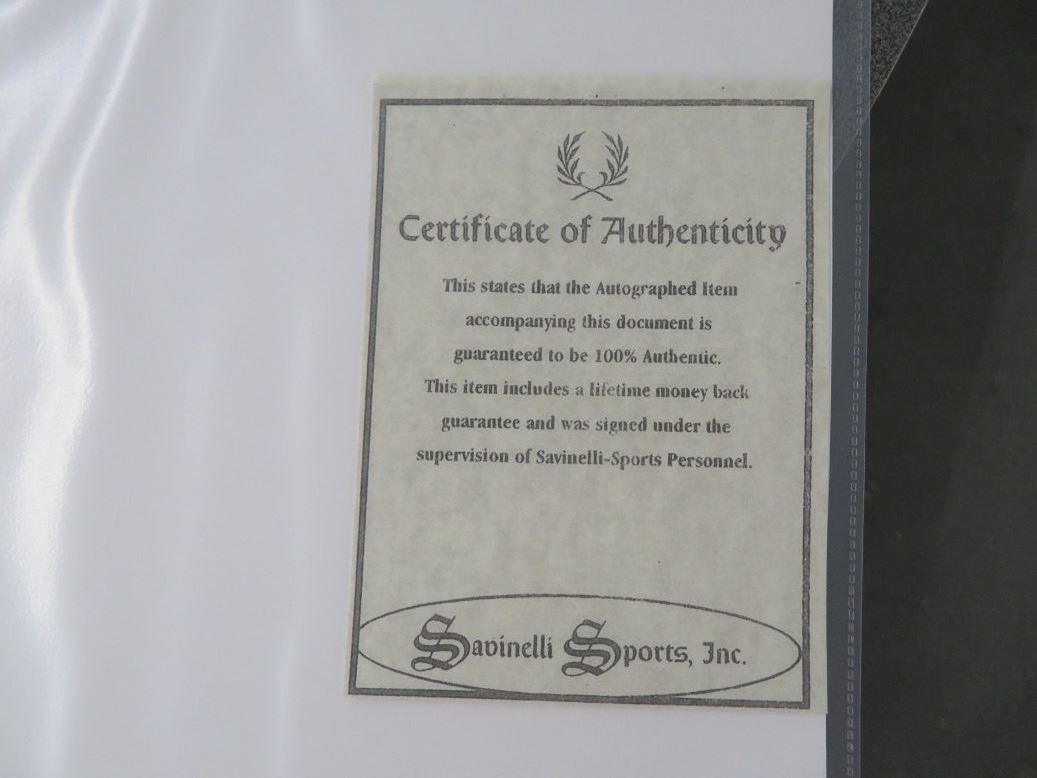 Certificate of Authenticity
This states that the Autographed Item
accompanying this document is
guaranteed to be 100% Authentic.
This item includes a lifetime money back
guarantee and was signed under the
supervision of Savinelli-Sports Personnel.
Savinelli Sports, Inc.